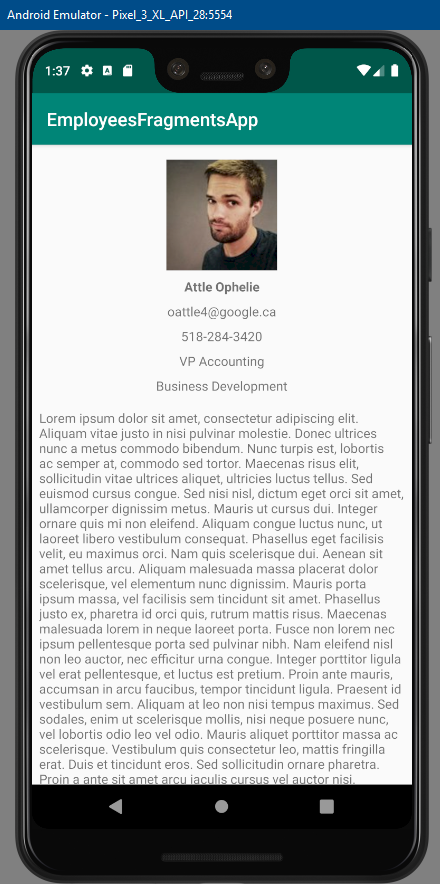 Android Emulator - Pixel_3_XL_API_28:5554
1:37
EmployeesFragmentsApp
Attle Ophelie
oattle4@google.ca
518-284-3420
VP Accounting
Business Development
Lorem ipsum dolor sit amet, consectetur adipiscing elit.
Aliquam vitae justo in nisi pulvinar molestie. Donec ultrices
nunc a metus commodo bibendum. Nunc turpis est, lobortis
ac semper at, commodo sed tortor. Maecenas risus elit,
sollicitudin vitae ultrices aliquet, ultricies luctus tellus. Sed
euismod cursus congue. Sed nisi nisl, dictum eget orci sit amet,
ullamcorper dignissim metus. Mauris ut cursus dui. Integer
ornare quis mi non eleifend. Aliquam congue luctus nunc, ut
laoreet libero vestibulum consequat. Phasellus eget facilisis
velit, eu maximus orci. Nam quis scelerisque dui. Aenean sit
amet tellus arcu. Aliquam malesuada massa placerat dolor
scelerisque, vel elementum nunc dignissim. Mauris porta
ipsum massa, vel facilisis sem tincidunt sit amet. Phasellus
justo ex, pharetra id orci quis, rutrum mattis risus. Maecenas
malesuada lorem in neque laoreet porta. Fusce non lorem nec
ipsum pellentesque porta sed pulvinar nibh. Nam eleifend nisl
non leo auctor, nec efficitur urna congue. Integer porttitor ligula
vel erat pellentesque, et luctus est pretium. Proin ante mauris,
accumsan in arcu faucibus, tempor tincidunt ligula. Praesent id
vestibulum sem. Aliquam at leo non nisi tempus maximus. Sed
sodales, enim ut scelerisque mollis, nisi neque posuere nunc,
vel lobortis odio leo vel odio. Mauris aliquet porttitor massa ac
scelerisque. Vestibulum quis consectetur leo, mattis fringilla
erat. Duis et tincidunt eros. Sed sollicitudin ornare pharetra.
Proin a ante sit amet arcu iaculis cursus vel auctor nisi.